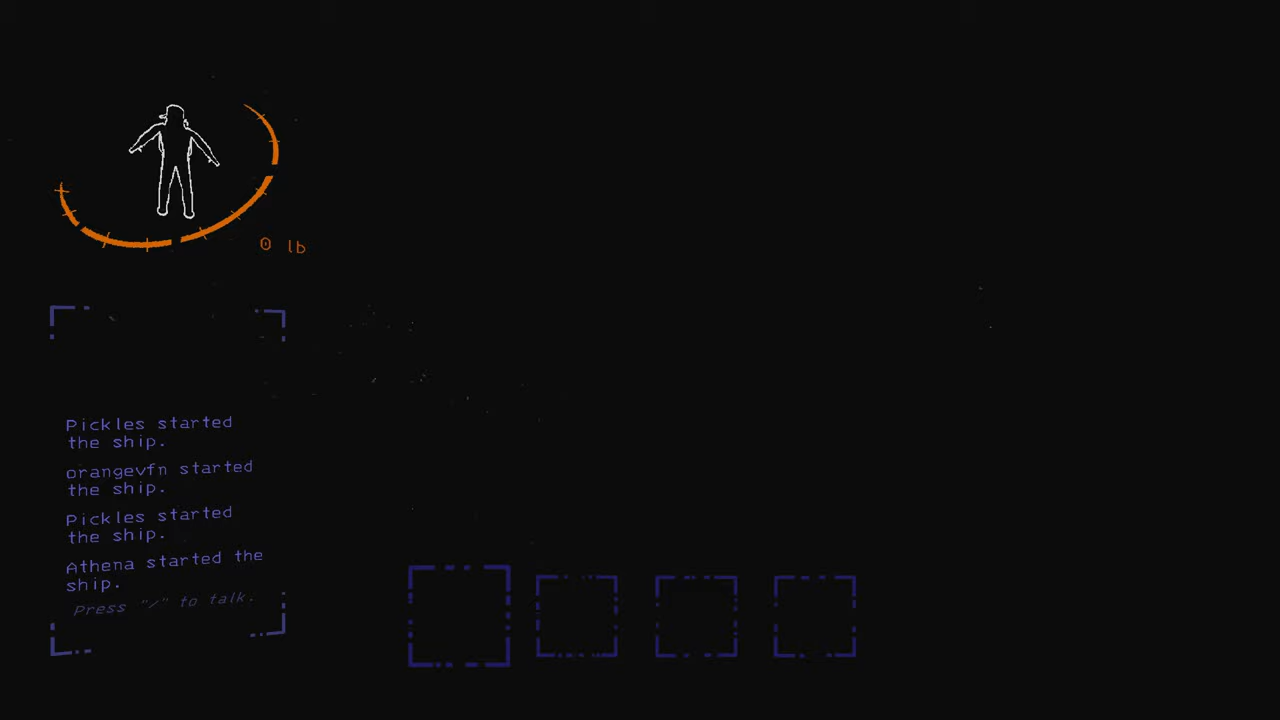 0 lb
Pickles started
the ship.
orangevfn started
the ship.
Pickles started
the ship.
Athena started the
ship.
Press "/" to talk.